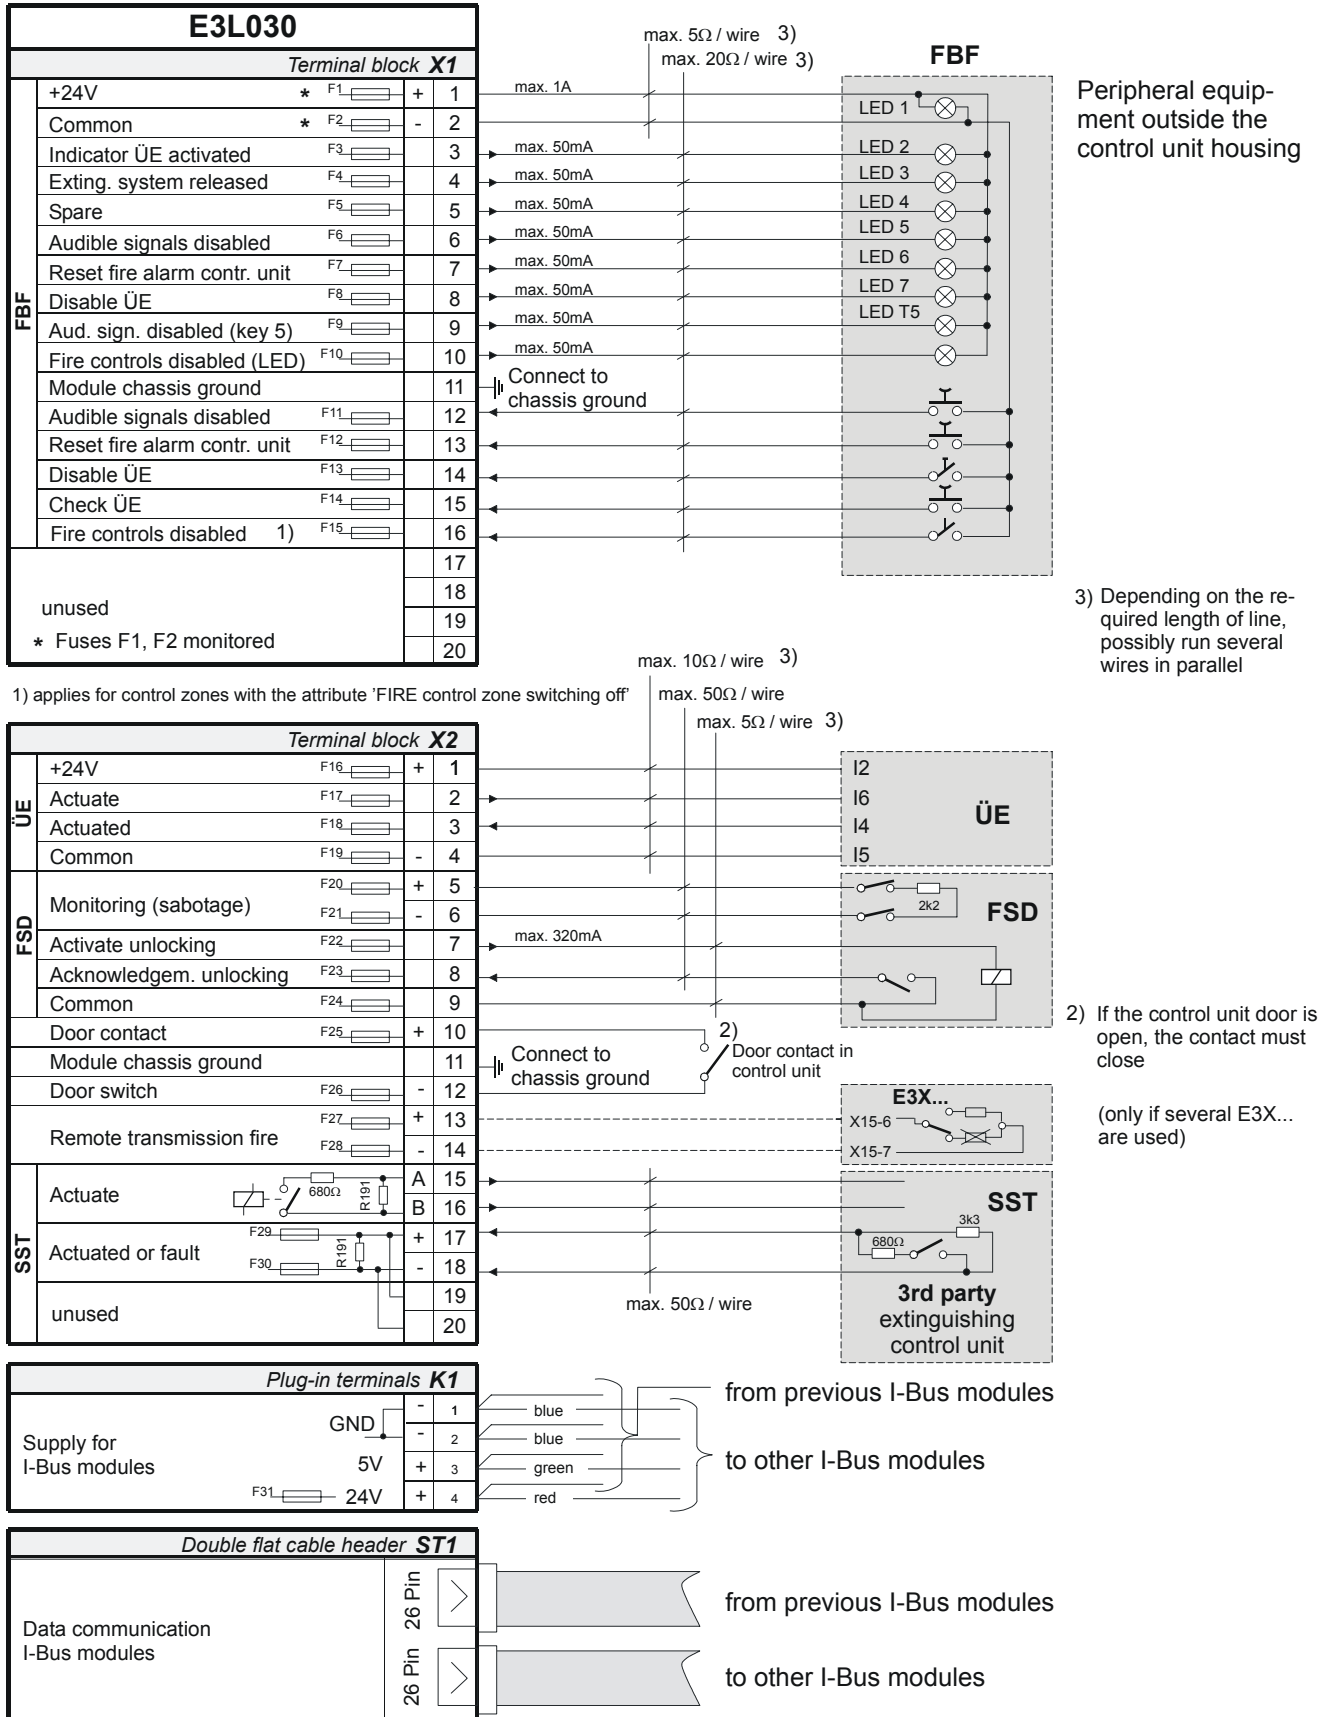 E3L030
Terminal block X1
max. 5Ω / wire 3)
max. 20Ω / wire 3)
FBF
Peripheral equip-
ment outside the
control unit housing
FBF
+24V * F1 + 1 max. 1A LED 1
Common * F2 - 2
Indicator ÜE activated F3 3 max. 50mA LED 2
Exting. system released F4 4 max. 50mA LED 3
Spare F5 5 max. 50mA LED 4
Audible signals disabled F6 6 max. 50mA LED 5
Reset fire alarm contr. unit F7 7 max. 50mA LED 6
Disable ÜE F8 8 max. 50mA LED 7
Aud. sign. disabled (key 5) F9 9 max. 50mA LED T5
Fire controls disabled (LED) F10 10 max. 50mA
Module chassis ground 11 Connect to
chassis ground
Audible signals disabled F11 12
Reset fire alarm contr. unit F12 13
Disable ÜE F13 14
Check ÜE F14 15
Fire controls disabled 1) F15 16
17
18
unused
19
* Fuses F1, F2 monitored
20
3) Depending on the re-
quired length of line,
possibly run several
wires in parallel
1) applies for control zones with the attribute 'FIRE control zone switching off'
max. 10Ω / wire 3)
max. 50Ω / wire
max. 5Ω / wire 3)
Terminal block X2
ÜE
+24V F16 + 1 I2
Actuate F17 2 I6
ÜE
Actuated F18 3 I4
Common F19 - 4 I5
FSD
Monitoring (sabotage) F20 + 5
F21 - 6
2k2
FSD
Activate unlocking F22 7 max. 320mA
Acknowledgem. unlocking F23 8
Common F24 9
Door contact F25 + 10
2)
Door contact in
control unit
Module chassis ground 11 Connect to
chassis ground
Door switch F26 - 12
2) If the control unit door is
open, the contact must
close
(only if several E3X...
are used)
Remote transmission fire F27 + 13
F28 - 14
E3X...
X15-6
X15-7
SST
Actuate 680Ω R191 A 15
B 16
SST
Actuated or fault F29 R191 + 17
F30 - 18
3k3
680Ω
unused 19
20
max. 50Ω / wire
3rd party
extinguishing
control unit
Plug-in terminals K1
Supply for
I-Bus modules
GND - 1 blue
- 2 blue
5V + 3 green
F31 24V + 4 red
from previous I-Bus modules
to other I-Bus modules
Double flat cable header ST1
Data communication
I-Bus modules
26 Pin
from previous I-Bus modules
26 Pin
to other I-Bus modules